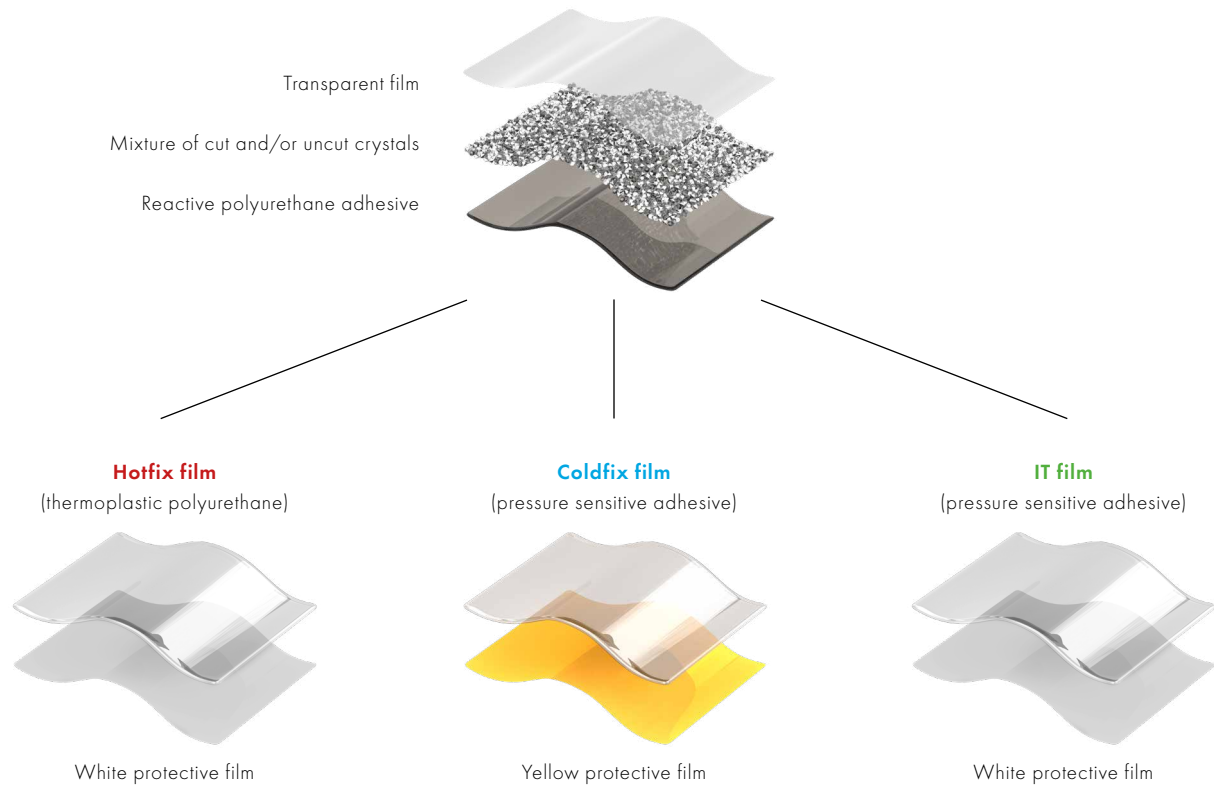 Transparent film
Mixture of cut and/or uncut crystals
Reactive polyurethane adhesive
Hotfix film
(thermoplastic polyurethane)
Coldfix film
(pressure sensitive adhesive)
IT film
(pressure sensitive adhesive)
White protective film
Yellow protective film
White protective film